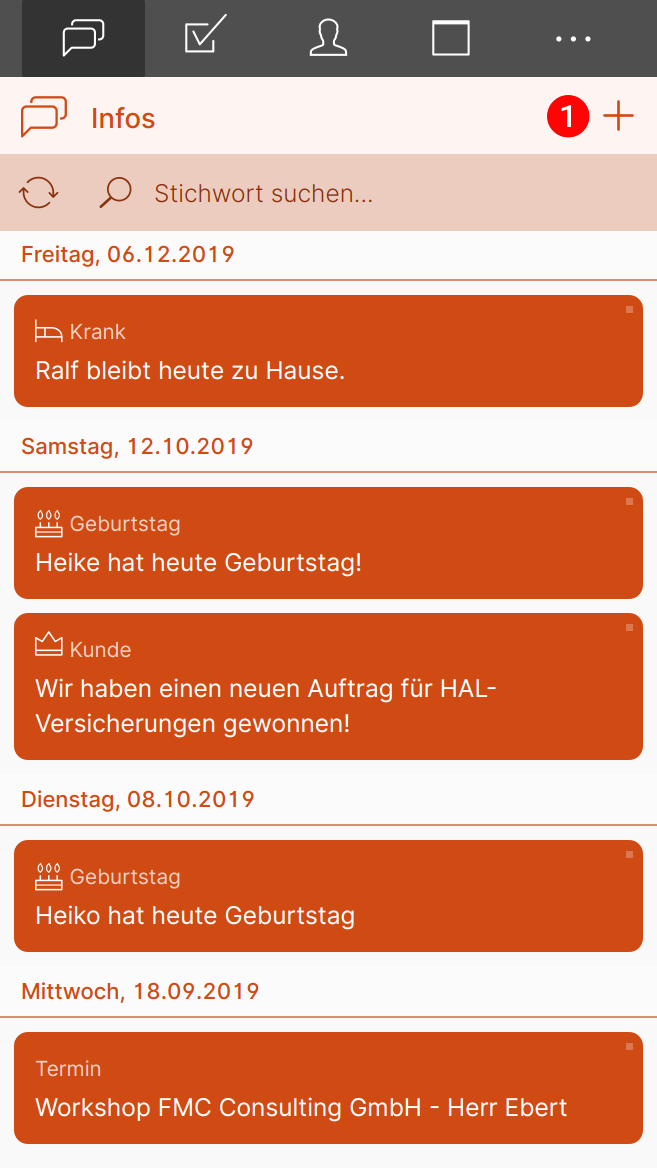 Infos
1
Stichwort suchen...
Freitag, 06.12.2019
Krank
Ralf bleibt heute zu Hause.
Samstag, 12.10.2019
Geburtstag
Heike hat heute Geburtstag!
Kunde
Wir haben einen neuen Auftrag für HAL-
Versicherungen gewonnen!
Dienstag, 08.10.2019
Geburtstag
Heiko hat heute Geburtstag
Mittwoch, 18.09.2019
Termin
Workshop FMC Consulting GmbH - Herr Ebert